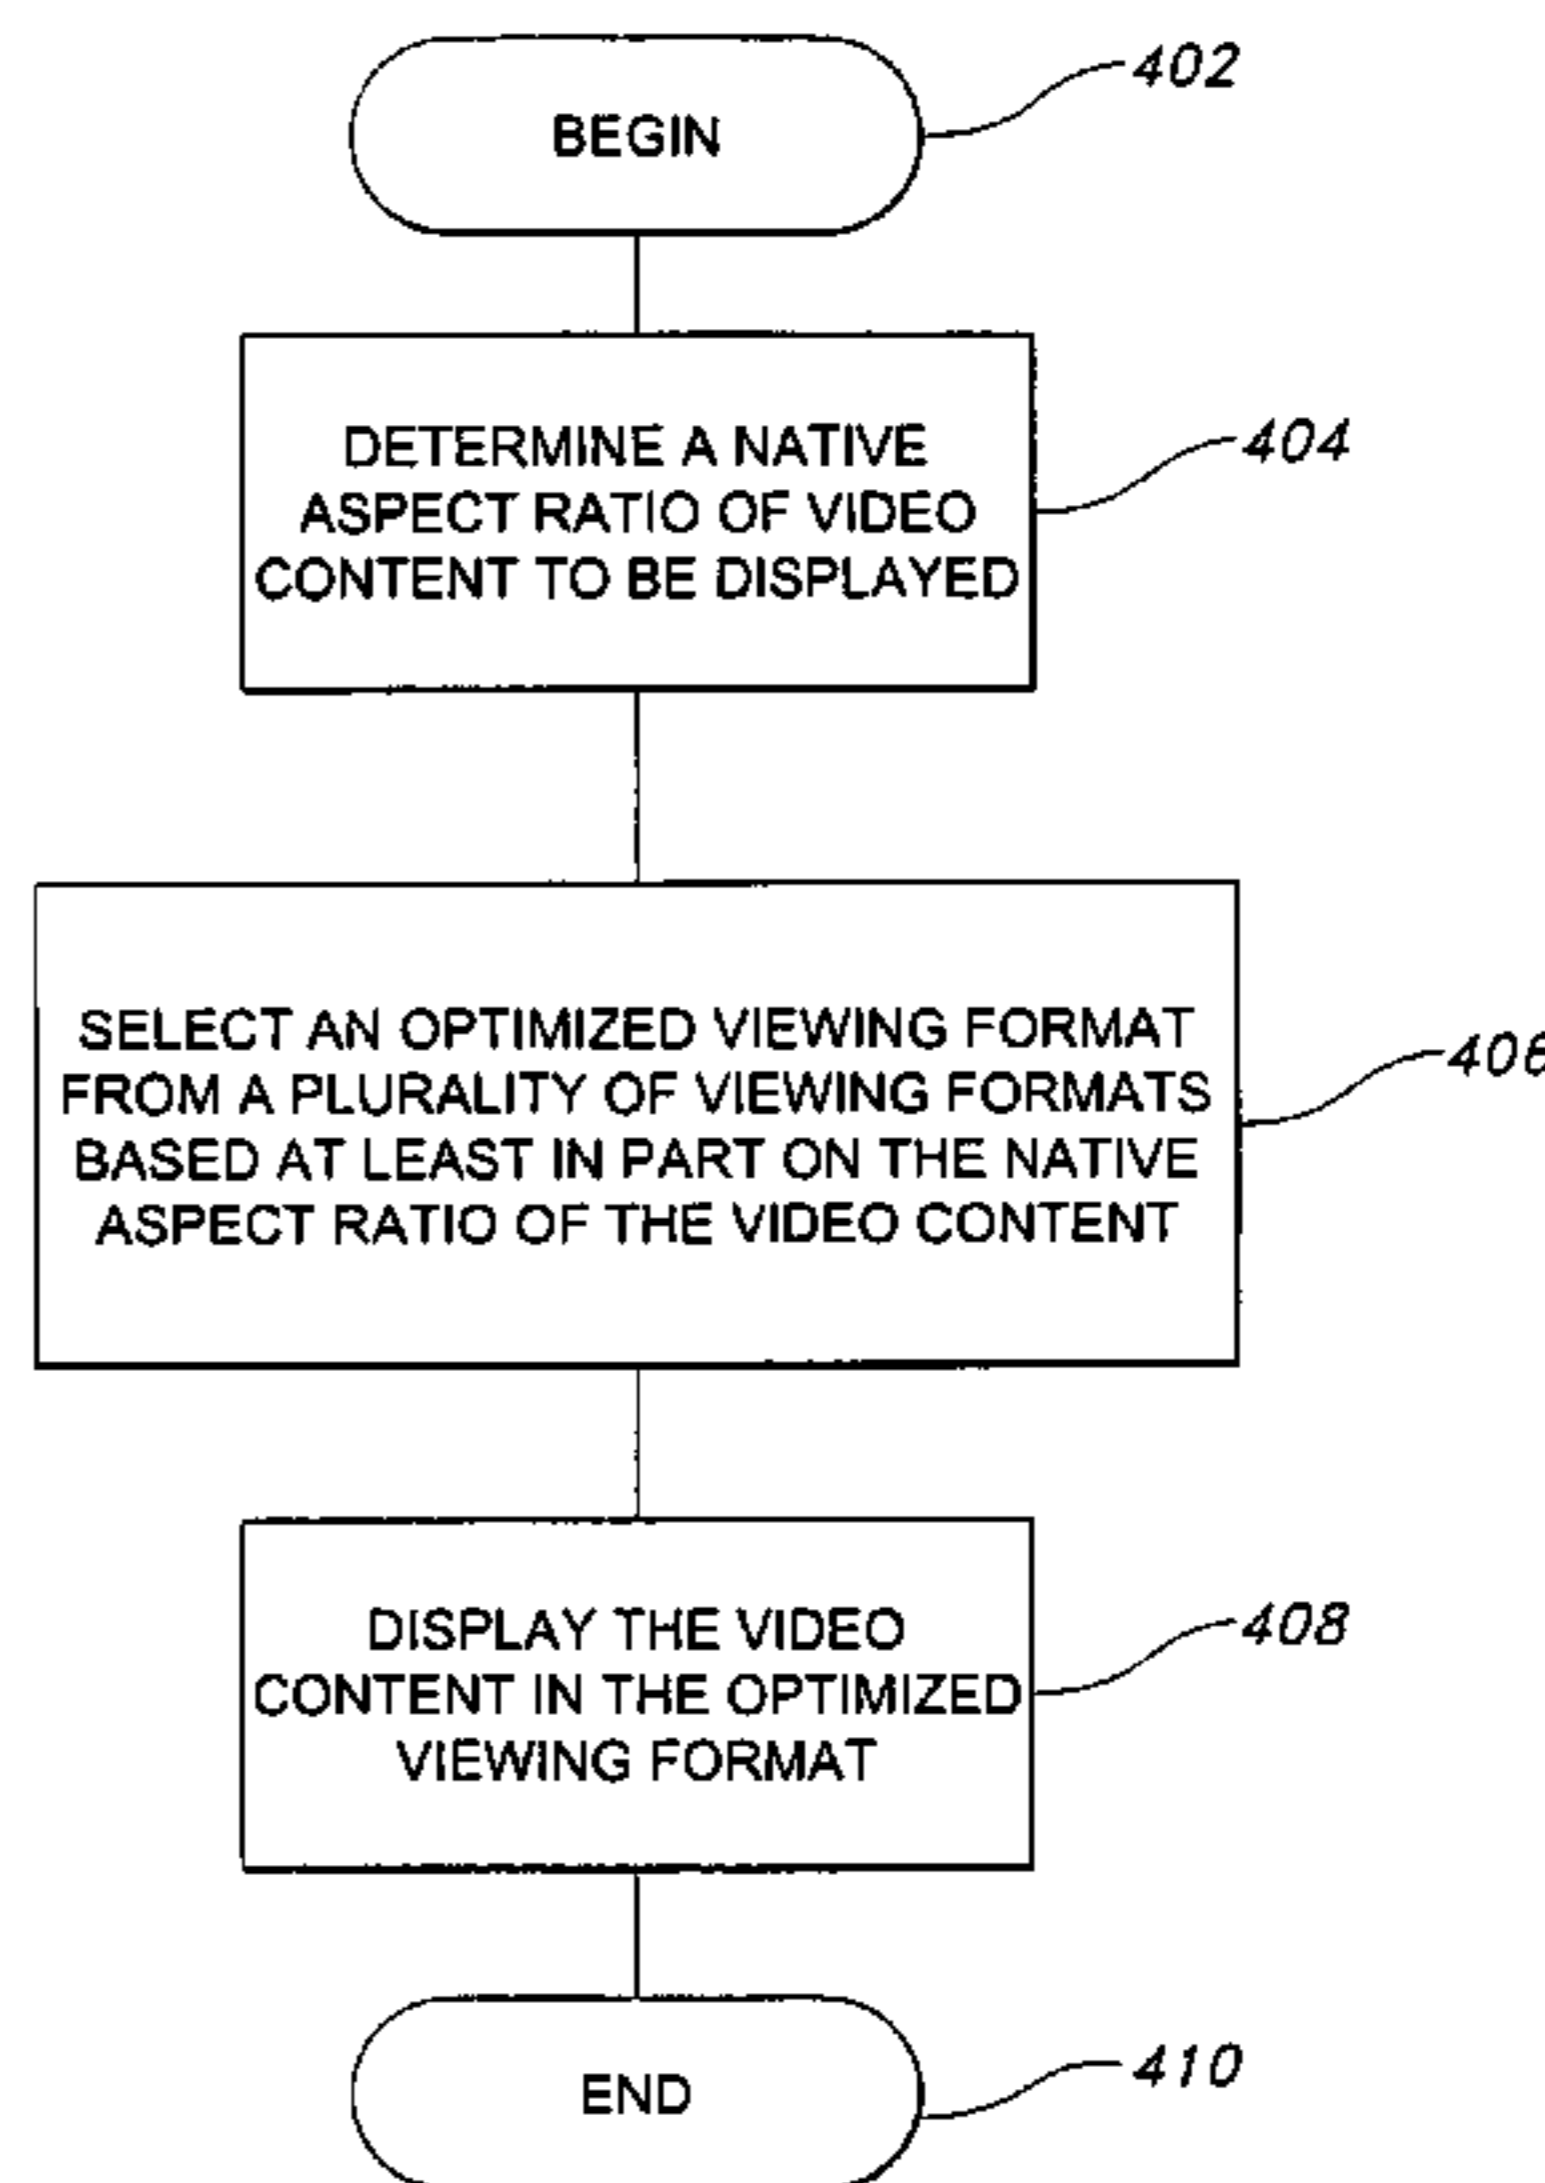 BEGIN
402
DETERMINE A NATIVE
ASPECT RATIO OF VIDEO
CONTENT TO BE DISPLAYED
404
SELECT AN OPTIMIZED VIEWING FORMAT
FROM A PLURALITY OF VIEWING FORMATS
BASED AT LEAST IN PART ON THE NATIVE
ASPECT RATIO OF THE VIDEO CONTENT
406
DISPLAY THE VIDEO
CONTENT IN THE OPTIMIZED
VIEWING FORMAT
408
END
410